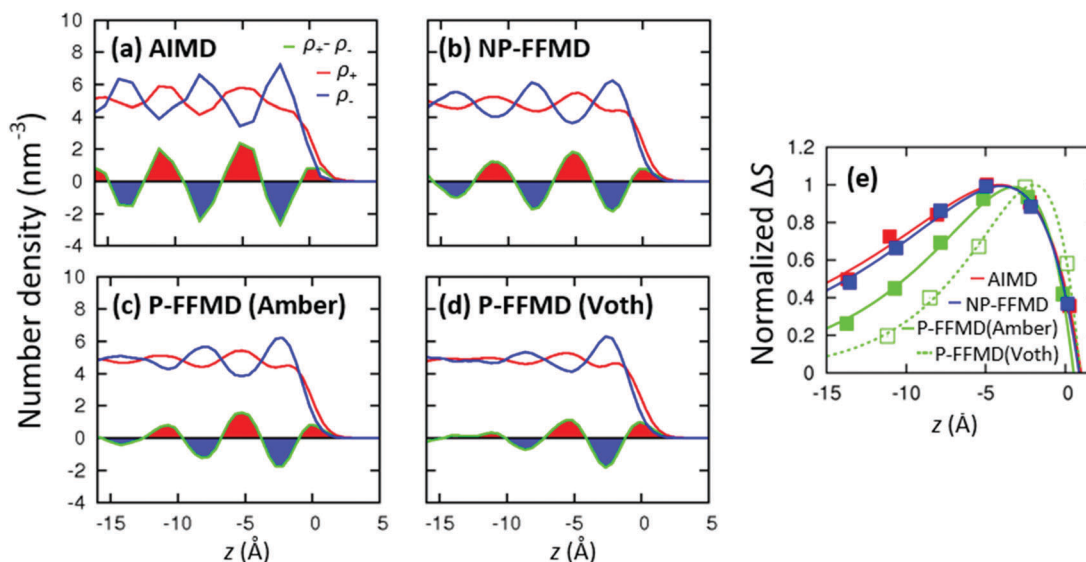 Number density (nm⁻³)
10
8
6
4
2
0
-2
-4
(a) AIMD
ρ₊- ρ₋
ρ₊
ρ₋
(b) NP-FFMD
10
8
6
4
2
0
-2
-4
(c) P-FFMD (Amber)
(d) P-FFMD (Voth)
-15 -10 -5 0 5
-15 -10 -5 0 5
z (Å)
z (Å)
Normalized ΔS
1.2
1
0.8
0.6
0.4
0.2
0
(e)
AIMD
NP-FFMD
P-FFMD(Amber)
P-FFMD(Voth)
-15 -10 -5 0
z (Å)